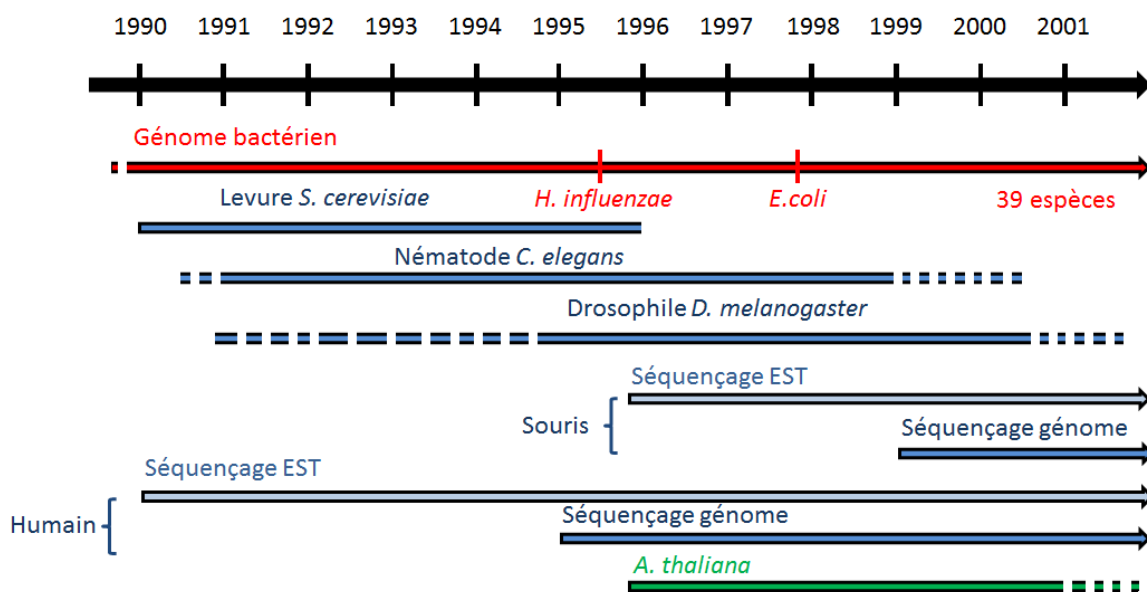 1990 1991 1992 1993 1994 1995 1996 1997 1998 1999 2000 2001
Génome bactérien
Levure S. cerevisiae H. influenzae E.coli 39 espèces
Nématode C. elegans
Drosophile D. melanogaster
Séquençage EST
Souris
Séquençage génome
Séquençage EST
Humain
Séquençage génome
A. thaliana